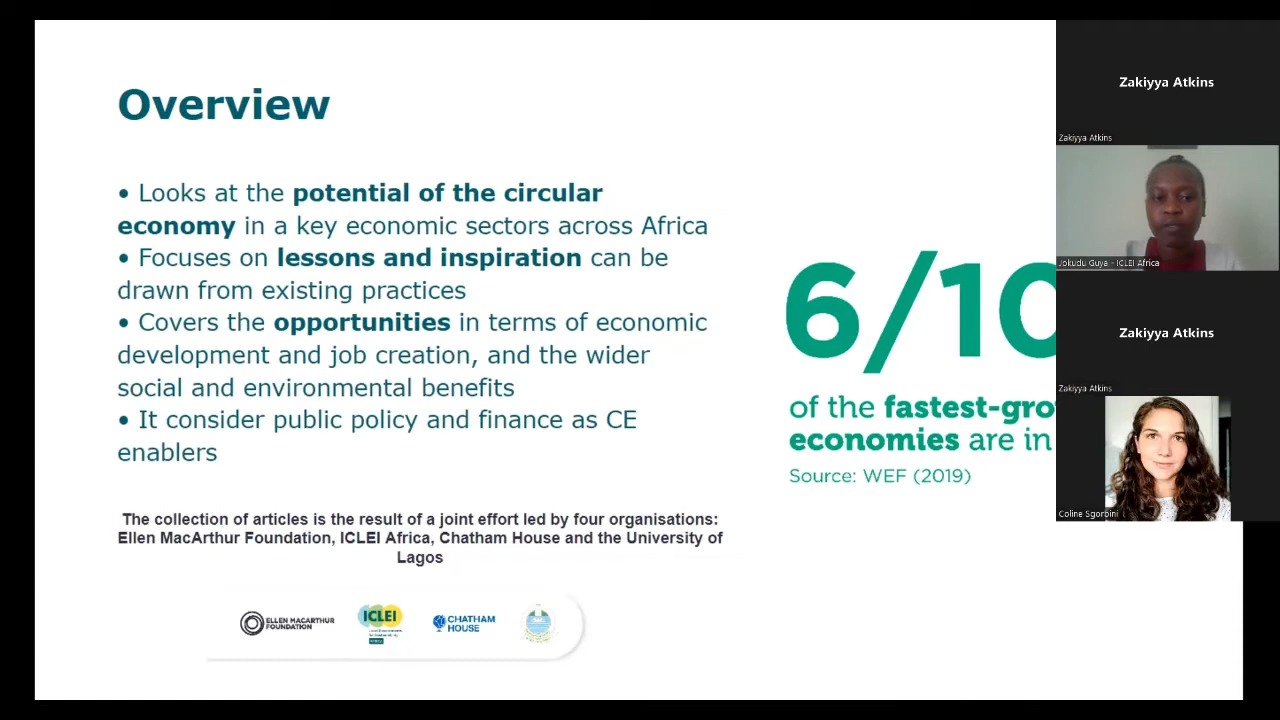 Overview
• Looks at the potential of the circular
economy in a key economic sectors across Africa
• Focuses on lessons and inspiration can be
drawn from existing practices
• Covers the opportunities in terms of economic
development and job creation, and the wider
social and environmental benefits
• It consider public policy and finance as CE
enablers
The collection of articles is the result of a joint effort led by four organisations:
Ellen MacArthur Foundation, ICLEI Africa, Chatham House and the University of
Lagos
ELLEN MACARTHUR
FOUNDATION
ICLEI
CHATHAM
HOUSE
6/10
of the fastest-gro
economies are in
Source: WEF (2019)
Zakiyya Atkins
Zakiyya Atkins
Jokudu Guya - ICLEI Africa
Zakiyya Atkins
Zakiyya Atkins
Coline Sgorbini